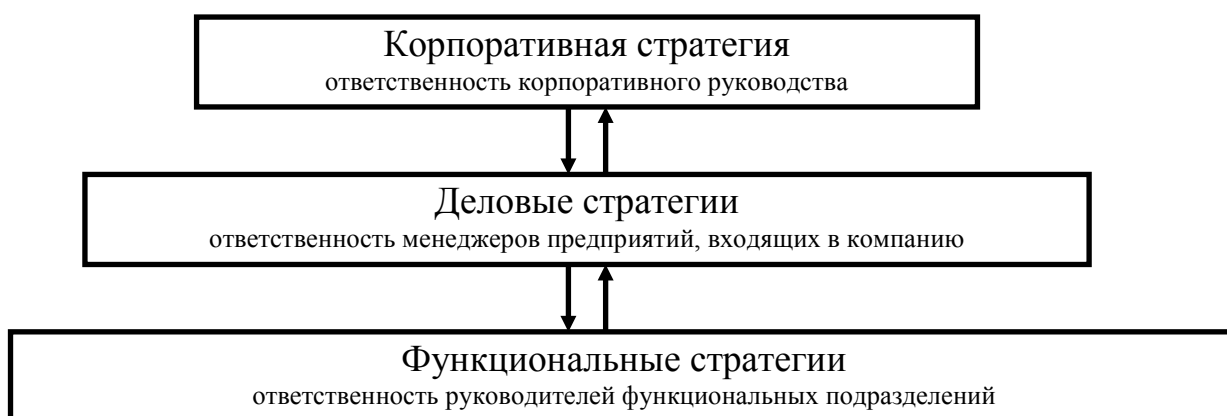 Корпоративная стратегия
ответственность корпоративного руководства
Деловые стратегии
ответственность менеджеров предприятий, входящих в компанию
Функциональные стратегии
ответственность руководителей функциональных подразделений